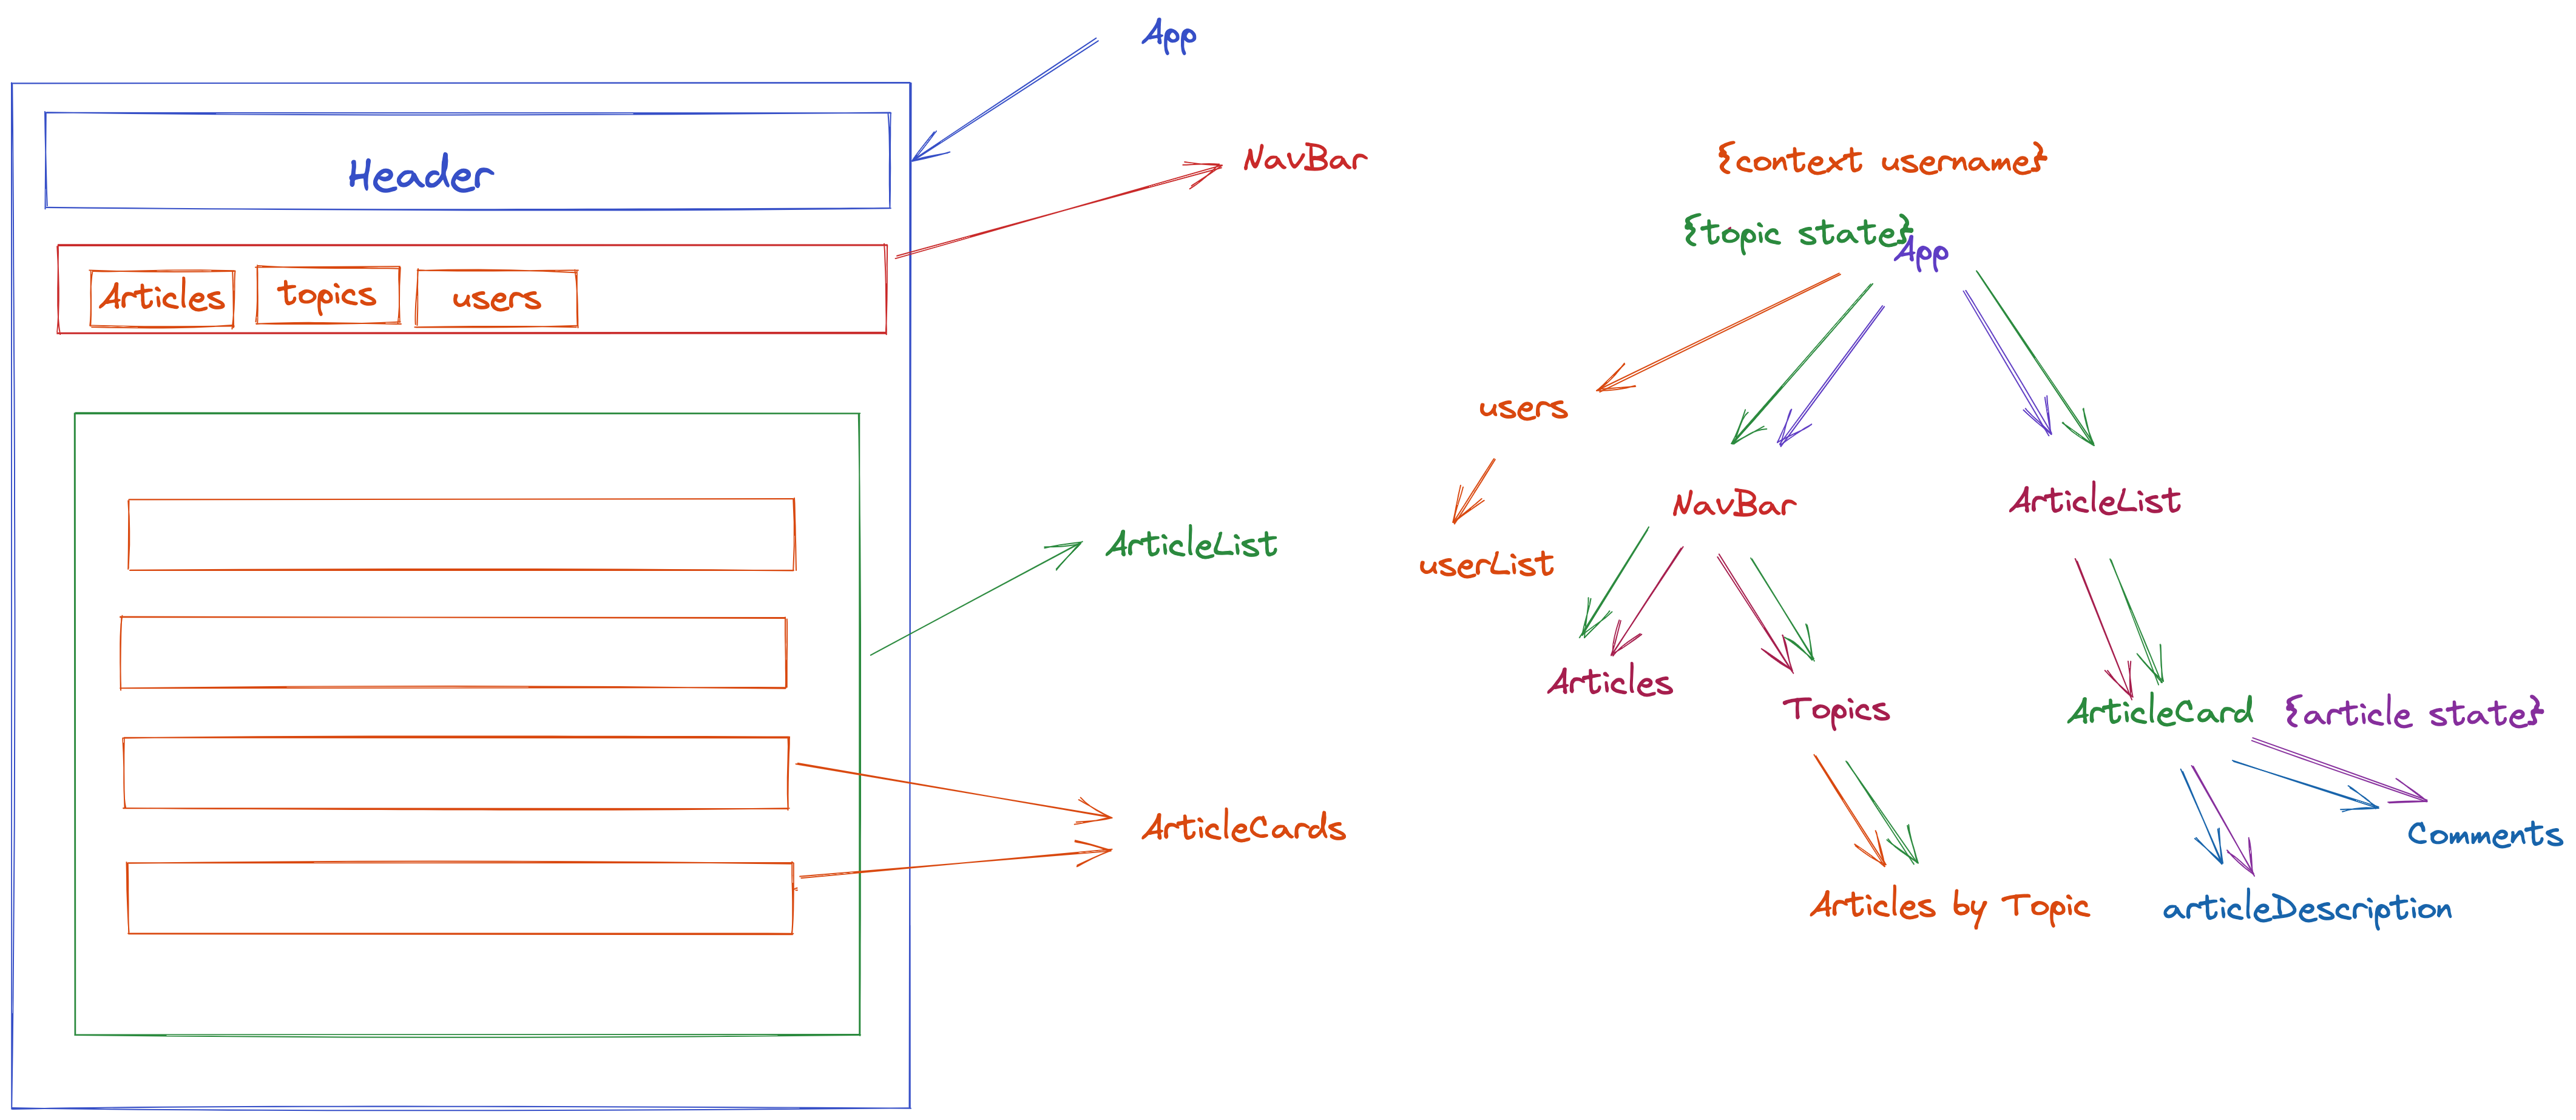 App
Header
NavBar
Articles
topics
users
ArticleList
ArticleCards
{context username}
{topic state}
App
users
NavBar
ArticleList
userList
Articles
Topics
ArticleCard
{article state}
Comments
Articles by Topic
articleDescription